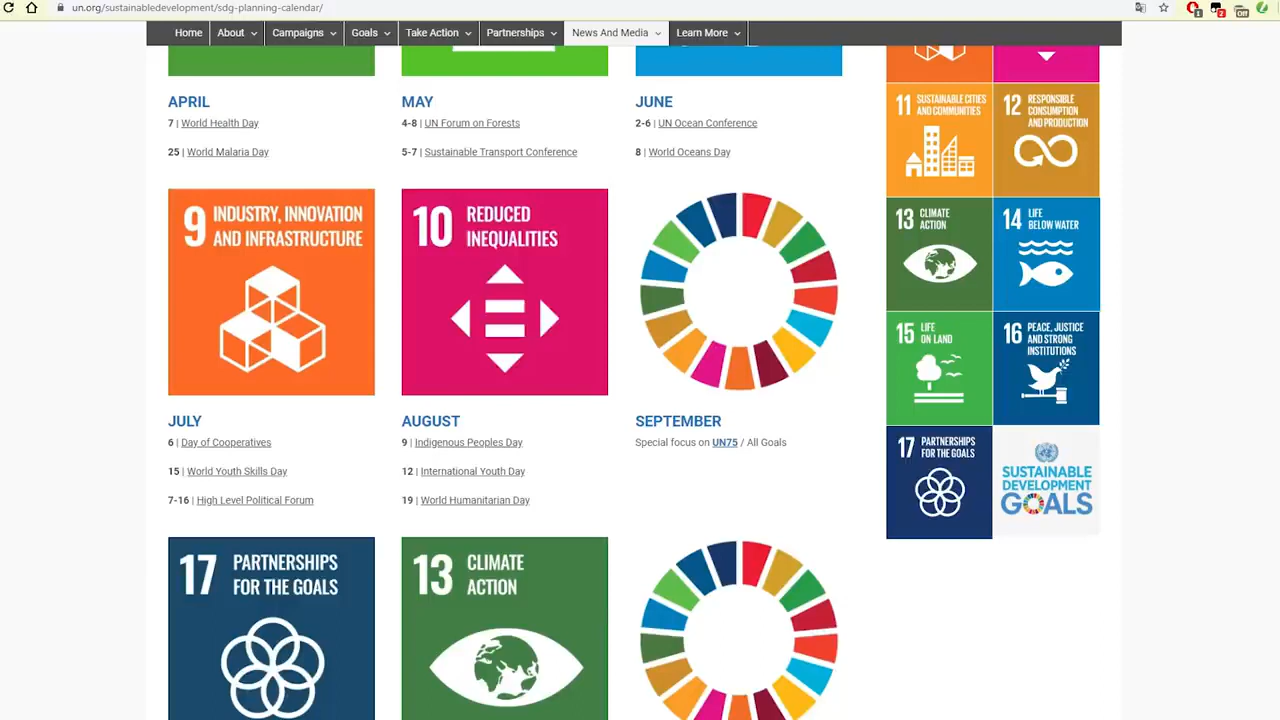 un.org/sustainabledevelopment/sdg-planning-calendar/
1
2
Off
Home
About
Campaigns
Goals
Take Action
Partnerships
News And Media
Learn More
APRIL
7 | World Health Day
25 | World Malaria Day
MAY
4-8 | UN Forum on Forests
5-7 | Sustainable Transport Conference
JUNE
2-6 | UN Ocean Conference
8 | World Oceans Day
9 INDUSTRY, INNOVATION
AND INFRASTRUCTURE
10 REDUCED
INEQUALITIES
JULY
6 | Day of Cooperatives
15 | World Youth Skills Day
7-16 | High Level Political Forum
AUGUST
9 | Indigenous Peoples Day
12 | International Youth Day
19 | World Humanitarian Day
SEPTEMBER
Special focus on UN75 / All Goals
17 PARTNERSHIPS
FOR THE GOALS
13 CLIMATE
ACTION
11 SUSTAINABLE CITIES
AND COMMUNITIES
12 RESPONSIBLE
CONSUMPTION
AND PRODUCTION
13 CLIMATE
ACTION
14 LIFE
BELOW WATER
15 LIFE
ON LAND
16 PEACE, JUSTICE
AND STRONG
INSTITUTIONS
17 PARTNERSHIPS
FOR THE GOALS
SUSTAINABLE
DEVELOPMENT
GOALS